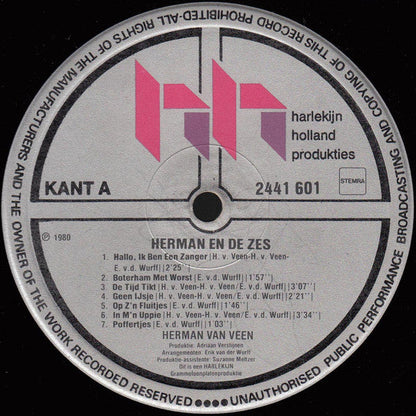 ALL RIGHTS OF THE MANUFACTURERS AND THE OWNER OF THE WORK RECORDED RESERVED
UNAUTHORISED PUBLIC PERFORMANCE BROADCASTING AND COPYING OF THIS RECORD PROHIBITED-
harlekijn
holland
produkties
KANT A
2441 601
STEMRA
℗ 1980
HERMAN EN DE ZES
1. Hallo, Ik Ben Een Zanger (H. v. Veen-H. v. Veen-
E. v.d. Wurff)(2'25")
2. Boterham Met Worst (E. v.d. Wurff)(1'57")
3. De Tijd Tikt (H. v. Veen-E. v.d. Wurff)(3'07")
4. Geen IJsje (H. v. Veen-E. v.d. Wurff)(2'21")
5. Op Z'n Fluitjes (E. v.d. Wurff)(1'46")
6. In M'n Uppie (H. v. Veen-E. v.d. Wurff)(3'34")
7. Poffertjes (E. v.d. Wurff)(1'03")
HERMAN VAN VEEN
Produktie: Adriaan Verstijnen
Arrangementen: Erik van der Wurff
Produktie-assistente: Suzanne Meltzer
Dit is een HARLEKIJN
Grammofoonplatenproduktie